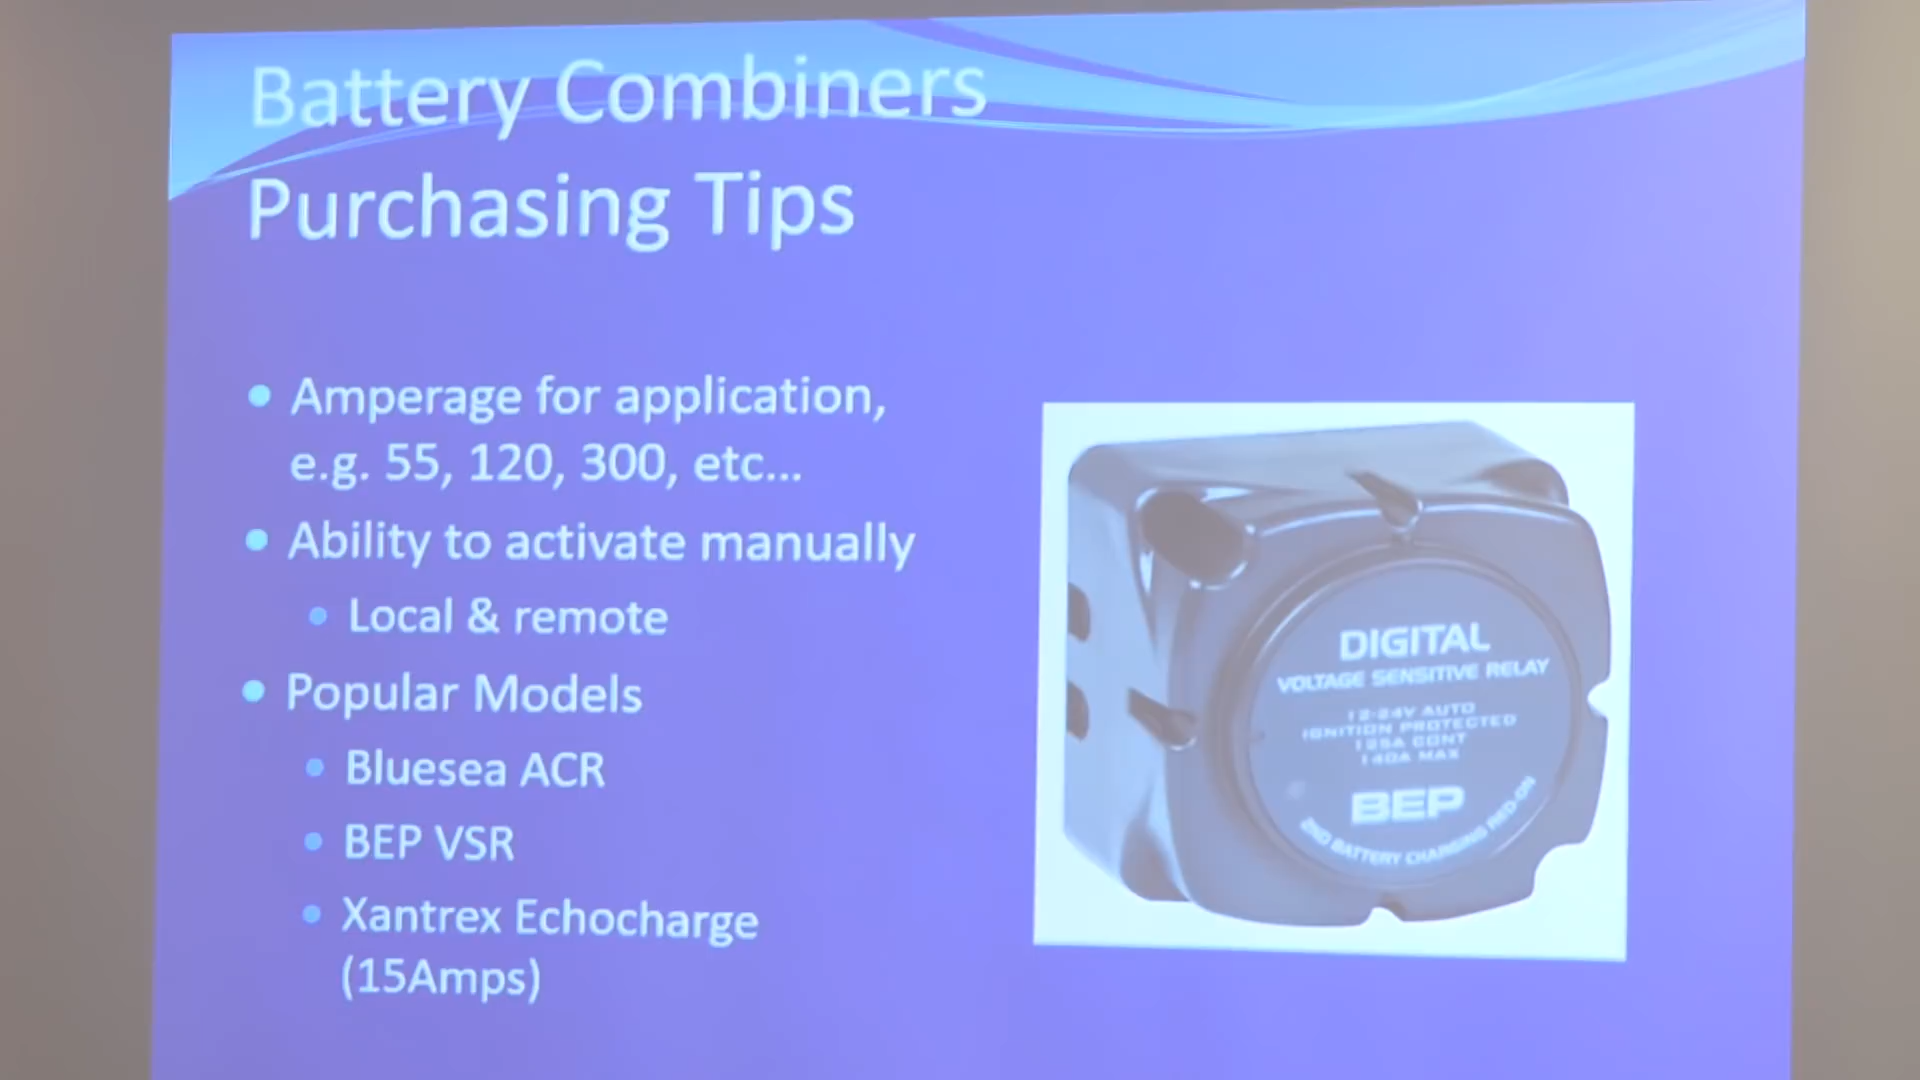 Battery Combiners
Purchasing Tips
Amperage for application,
e.g. 55, 120, 300, etc...
Ability to activate manually
Local & remote
Popular Models
Bluesea ACR
BEP VSR
Xantrex Echocharge
(15Amps)
DIGITAL
VOLTAGE SENSITIVE RELAY
12-24V AUTO
IGNITION PROTECTED
125A CONT
140A MAX
BEP
2ND BATTERY CHARGING ADD-ON